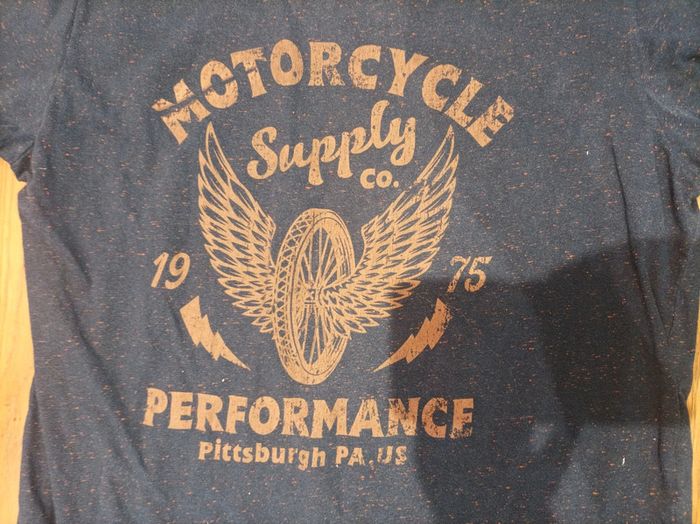 MOTORCYCLE
Supply
CO.
19 75
PERFORMANCE
Pittsburgh PA, US